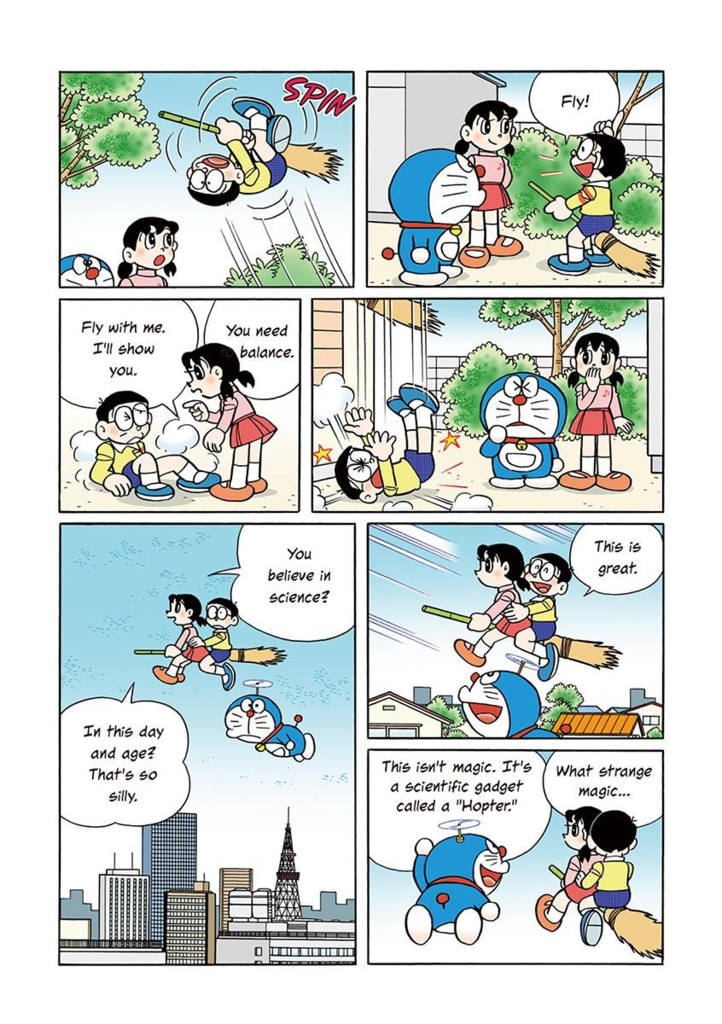 Fly!
SPIN
You need
balance.
Fly with me.
I'll show
you.
This is
great.
What strange
magic...
This isn't magic. It's
a scientific gadget
called a "Hopter."
You
believe in
science?
In this day
and age?
That's so
silly.